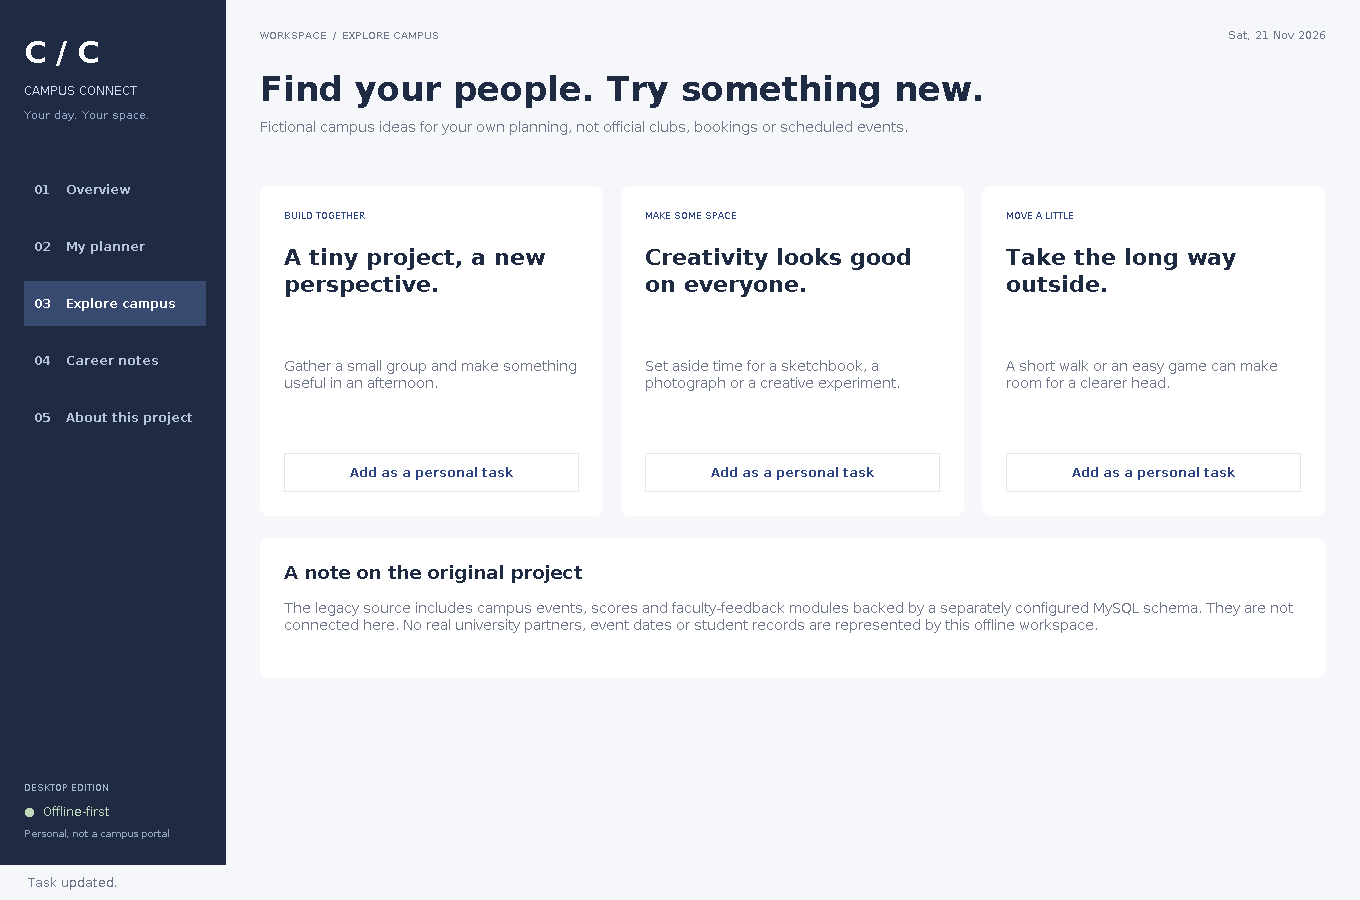 C / C
CAMPUS CONNECT
Your day. Your space.
01 Overview
02 My planner
03 Explore campus
04 Career notes
05 About this project
DESKTOP EDITION
Offline-first
Personal, not a campus portal
Task updated.
WORKSPACE / EXPLORE CAMPUS
Sat, 21 Nov 2026
Find your people. Try something new.
Fictional campus ideas for your own planning, not official clubs, bookings or scheduled events.
BUILD TOGETHER
A tiny project, a new
perspective.
Gather a small group and make something
useful in an afternoon.
Add as a personal task
MAKE SOME SPACE
Creativity looks good
on everyone.
Set aside time for a sketchbook, a
photograph or a creative experiment.
Add as a personal task
MOVE A LITTLE
Take the long way
outside.
A short walk or an easy game can make
room for a clearer head.
Add as a personal task
A note on the original project
The legacy source includes campus events, scores and faculty-feedback modules backed by a separately configured MySQL schema. They are not
connected here. No real university partners, event dates or student records are represented by this offline workspace.